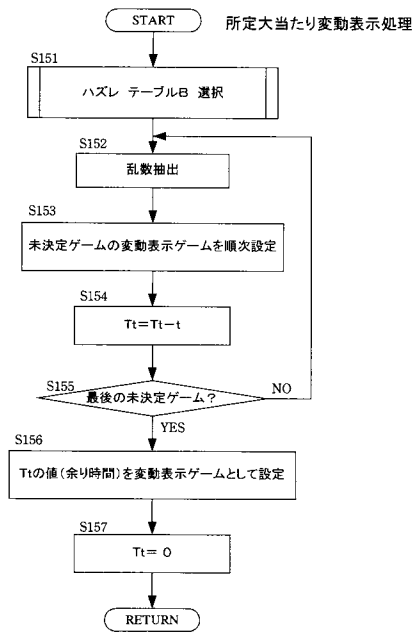 START
所定大当たり変動表示処理
S151
ハズレ テーブルB 選択
S152
乱数抽出
S153
未決定ゲームの変動表示ゲームを順次設定
S154
Tt=Tt-t
S155
最後の未決定ゲーム?
NO
YES
S156
Ttの値(余り時間)を変動表示ゲームとして設定
S157
Tt= 0
RETURN